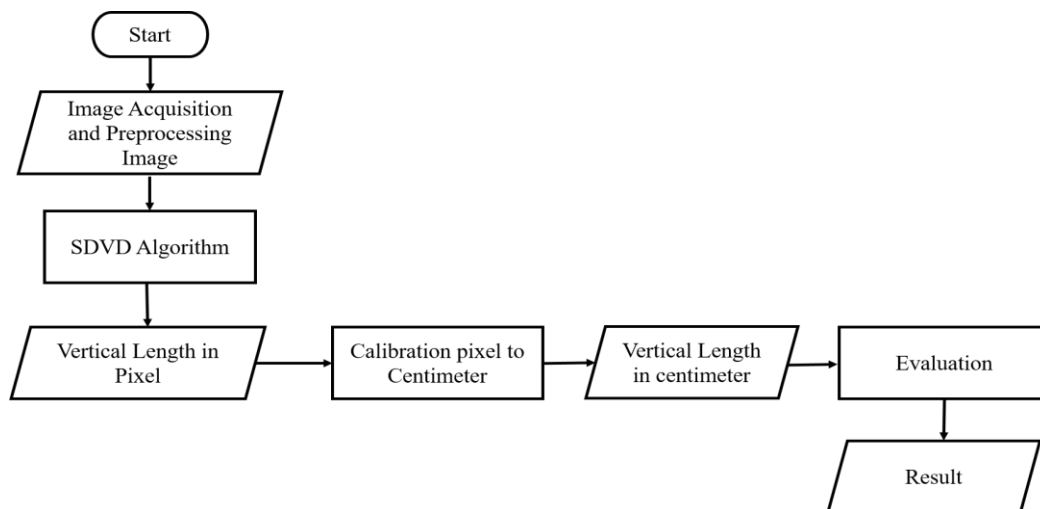 Start
Image Acquisition
and Preprocessing
Image
SDVD Algorithm
Vertical Length in
Pixel
Calibration pixel to
Centimeter
Vertical Length
in centimeter
Evaluation
Result